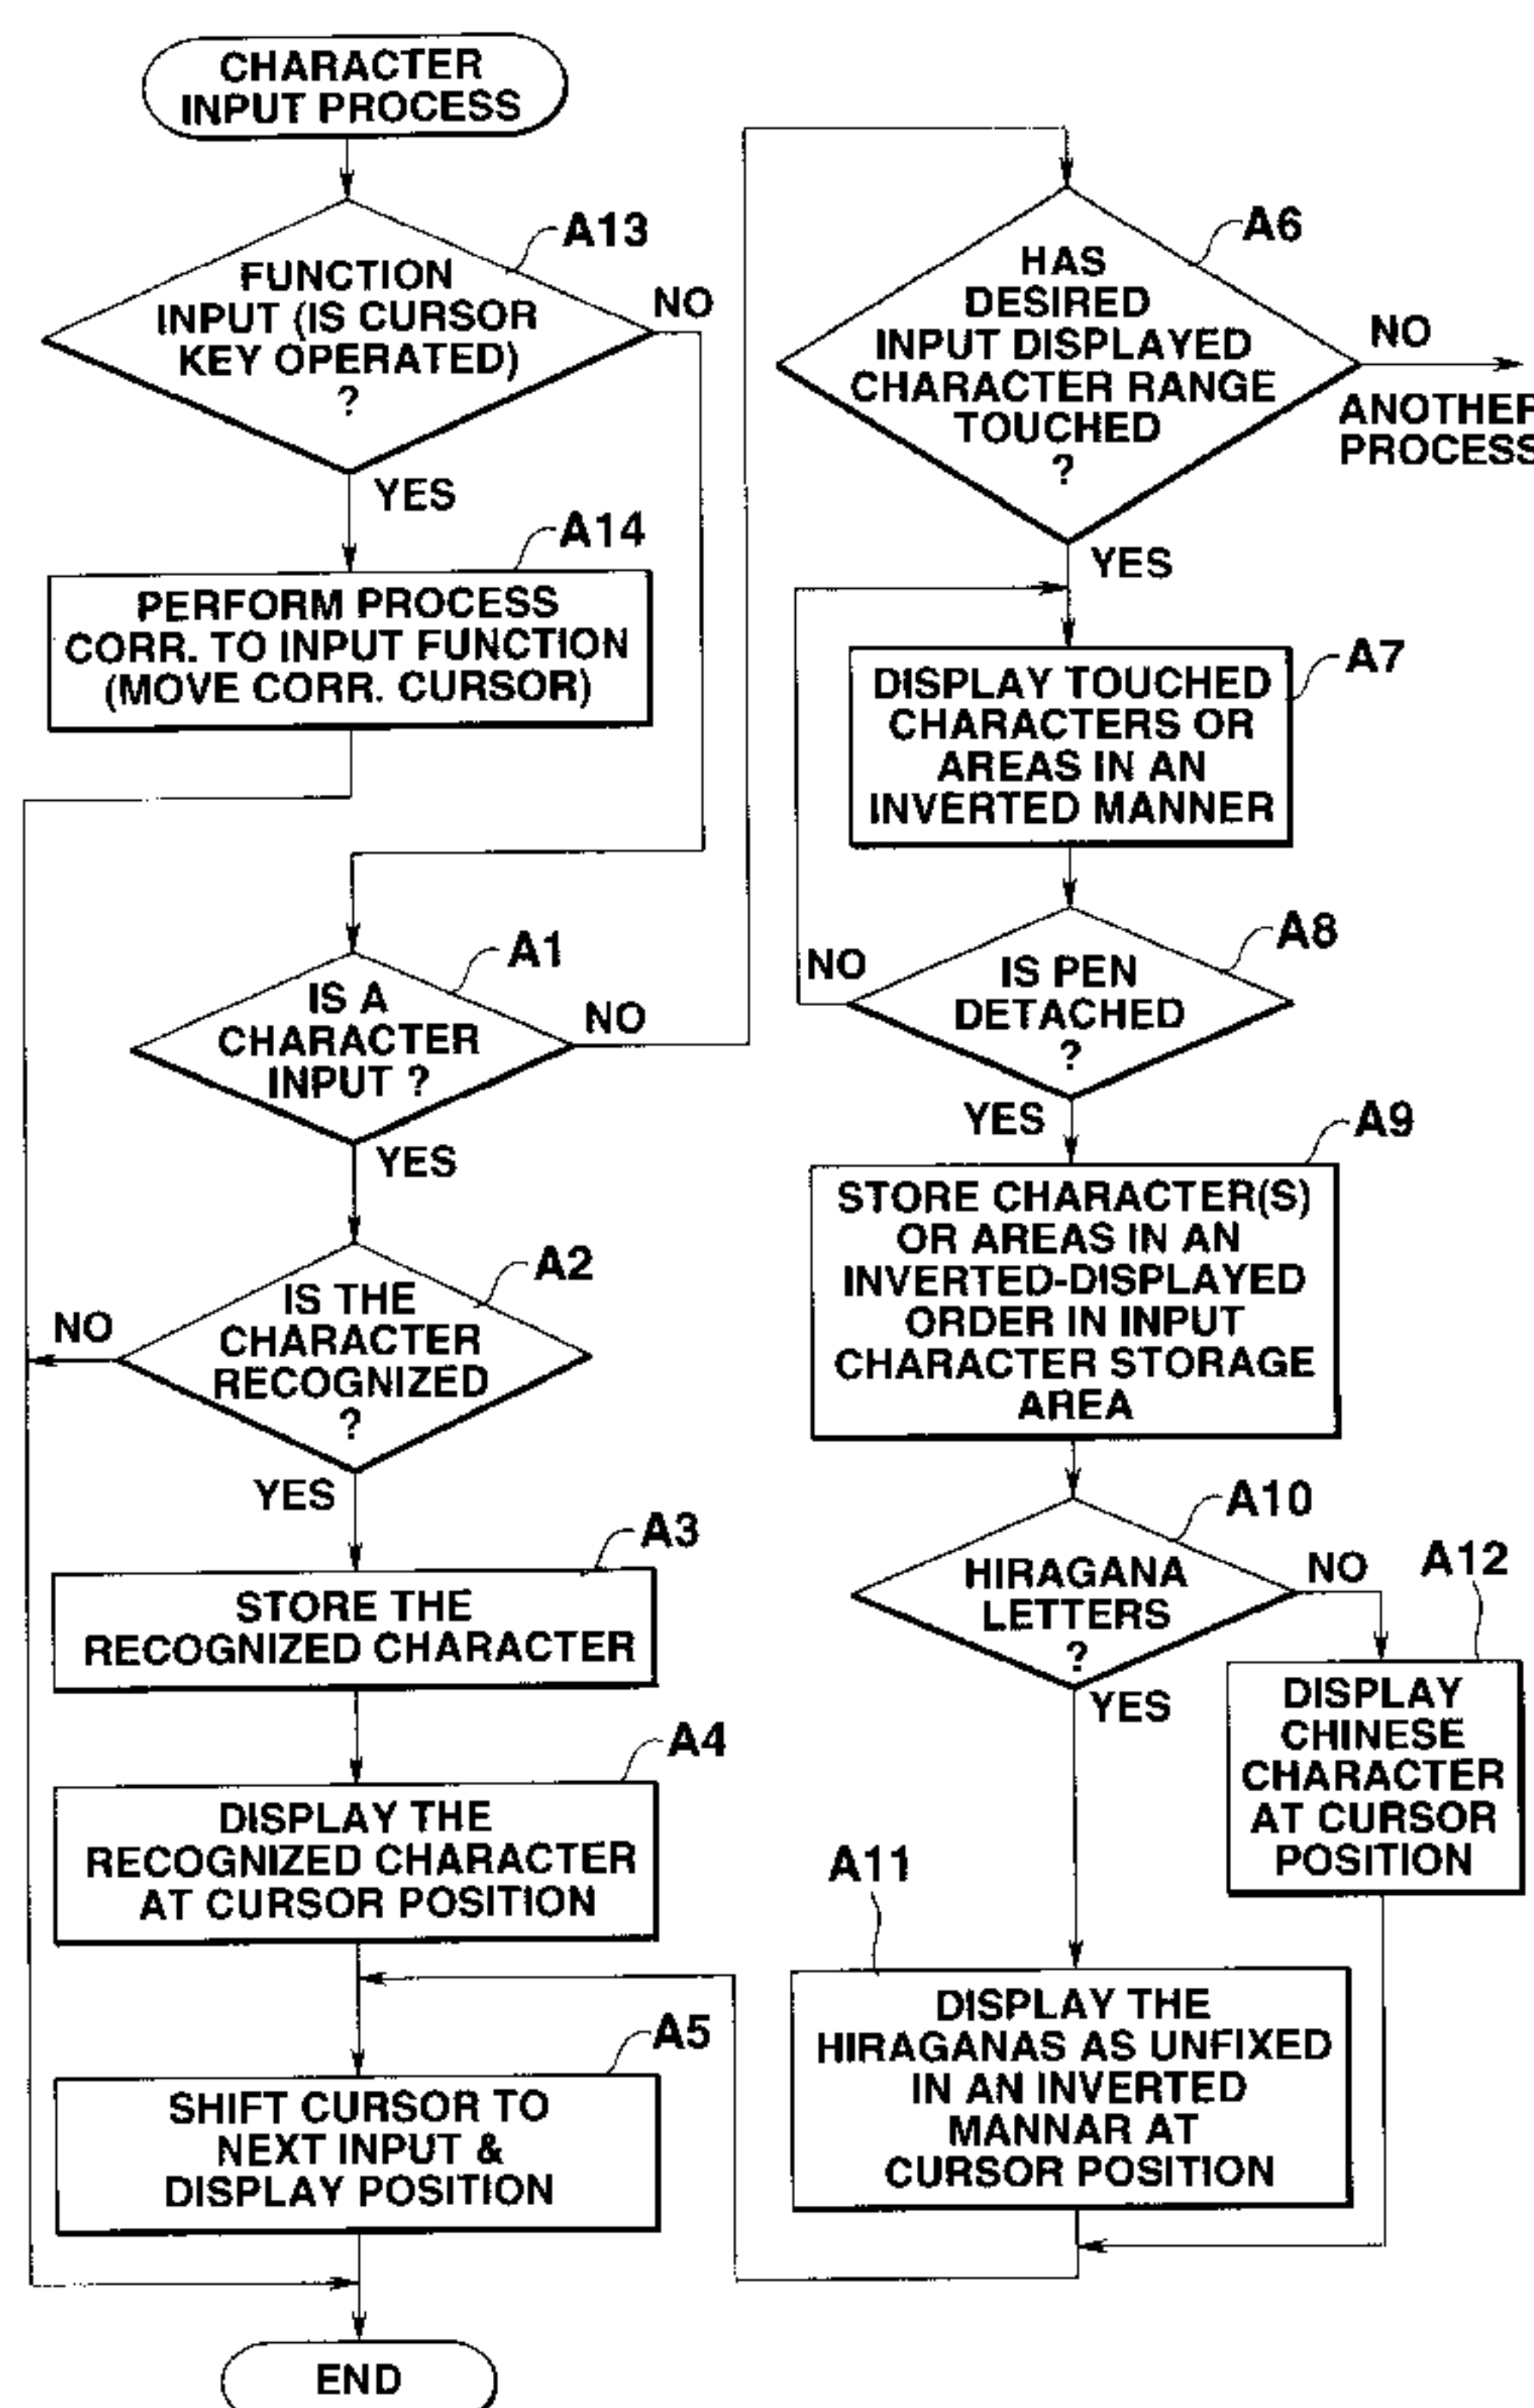 CHARACTER
INPUT PROCESS
A13
FUNCTION
INPUT (IS CURSOR
KEY OPERATED)
?
NO
YES
A14
PERFORM PROCESS
CORR. TO INPUT FUNCTION
(MOVE CORR. CURSOR)
A1
IS A
CHARACTER
INPUT ?
NO
YES
A2
IS THE
CHARACTER
RECOGNIZED
?
NO
YES
A3
STORE THE
RECOGNIZED CHARACTER
A4
DISPLAY THE
RECOGNIZED CHARACTER
AT CURSOR POSITION
A5
SHIFT CURSOR TO
NEXT INPUT &
DISPLAY POSITION
END
A6
HAS
DESIRED
INPUT DISPLAYED
CHARACTER RANGE
TOUCHED
?
NO
ANOTHER
PROCESS
YES
A7
DISPLAY TOUCHED
CHARACTERS OR
AREAS IN AN
INVERTED MANNER
A8
IS PEN
DETACHED
?
NO
YES
A9
STORE CHARACTER(S)
OR AREAS IN AN
INVERTED-DISPLAYED
ORDER IN INPUT
CHARACTER STORAGE
AREA
A10
HIRAGANA
LETTERS
?
NO
YES
A12
DISPLAY
CHINESE
CHARACTER
AT CURSOR
POSITION
A11
DISPLAY THE
HIRAGANAS AS UNFIXED
IN AN INVERTED
MANNAR AT
CURSOR POSITION